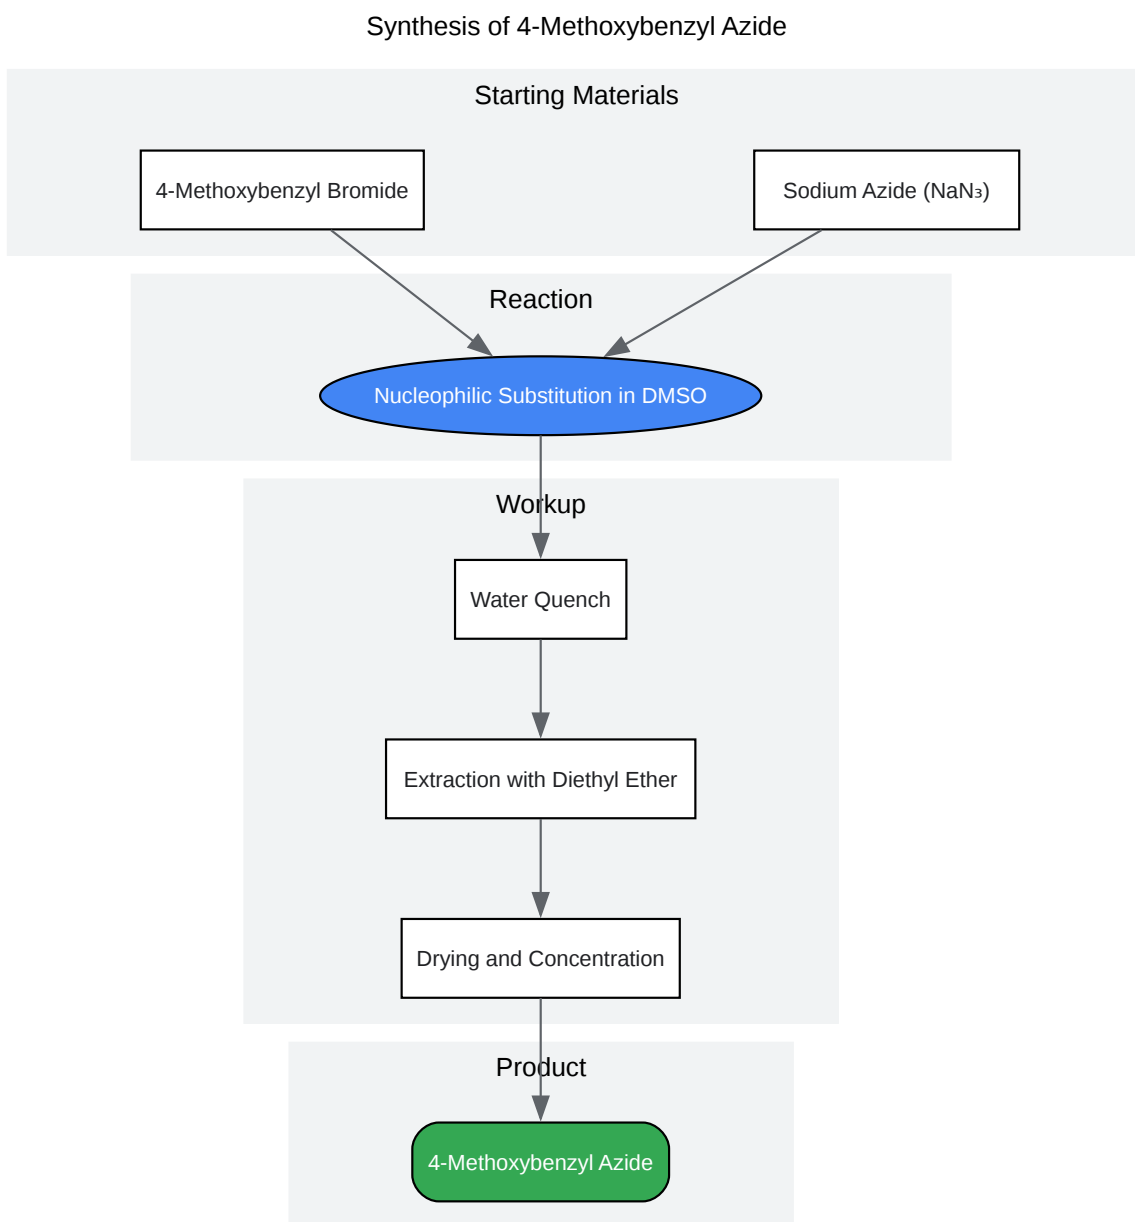 Synthesis of 4-Methoxybenzyl Azide
Starting Materials
4-Methoxybenzyl Bromide
Sodium Azide (NaN₃)
Reaction
Nucleophilic Substitution in DMSO
Workup
Water Quench
Extraction with Diethyl Ether
Drying and Concentration
Product
4-Methoxybenzyl Azide